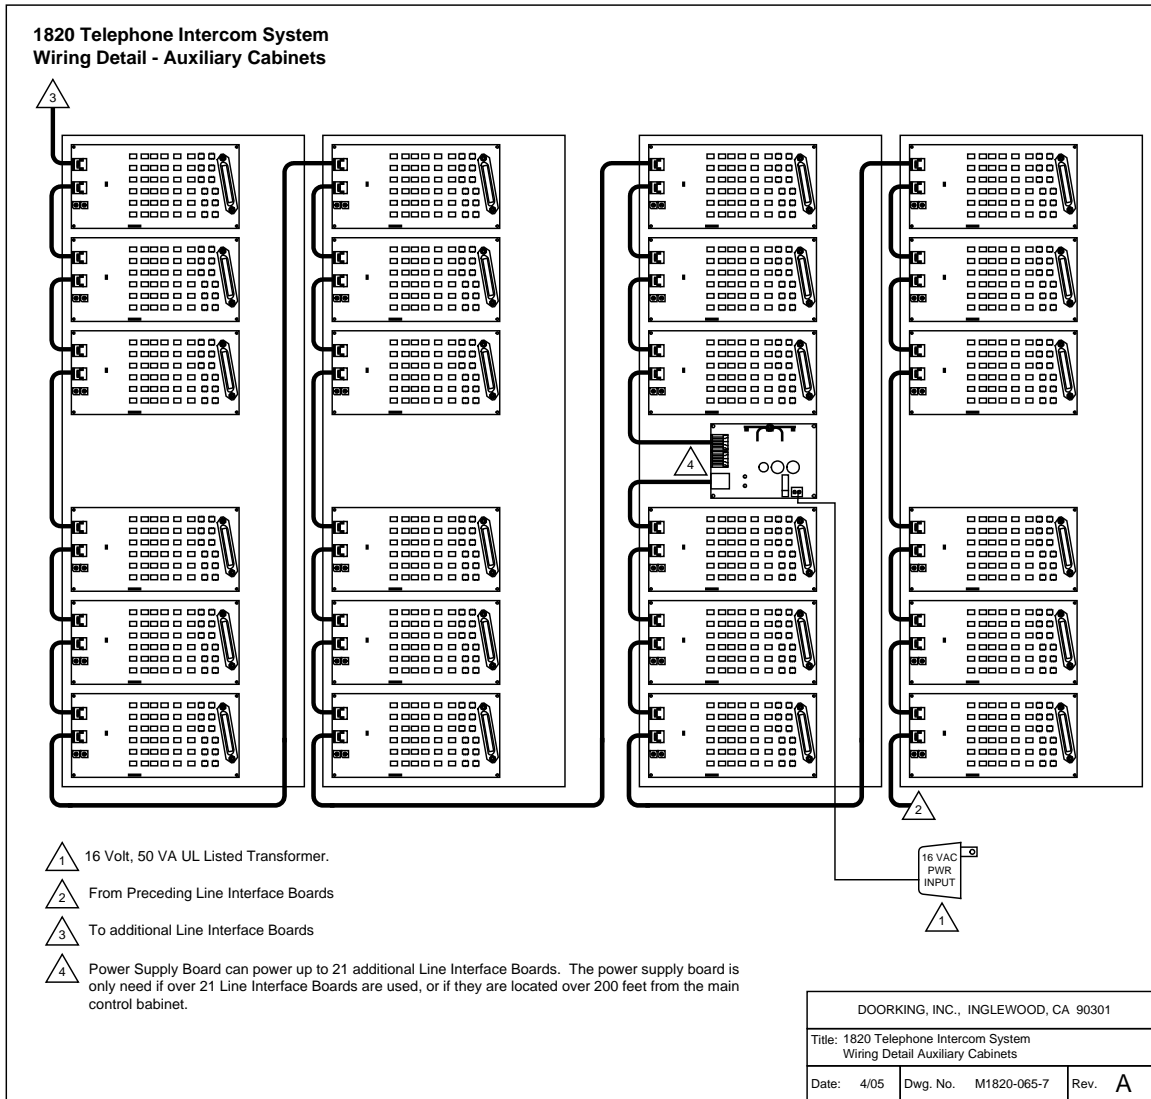 1820 Telephone Intercom System
Wiring Detail - Auxiliary Cabinets
3
4
2
16 VAC
PWR
INPUT
1
1 16 Volt, 50 VA UL Listed Transformer.
2 From Preceding Line Interface Boards
3 To additional Line Interface Boards
4 Power Supply Board can power up to 21 additional Line Interface Boards. The power supply board is
only need if over 21 Line Interface Boards are used, or if they are located over 200 feet from the main
control babinet.
DOORKING, INC., INGLEWOOD, CA 90301
Title: 1820 Telephone Intercom System
Wiring Detail Auxiliary Cabinets
Date: 4/05 Dwg. No. M1820-065-7 Rev. A